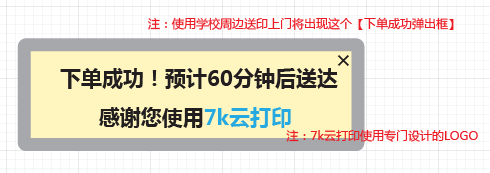 注：使用学校周边送印上门将出现这个【下单成功弹出框】
×
下单成功！预计60分钟后送达
感谢您使用7k云打印
注：7k云打印使用专门设计的LOGO